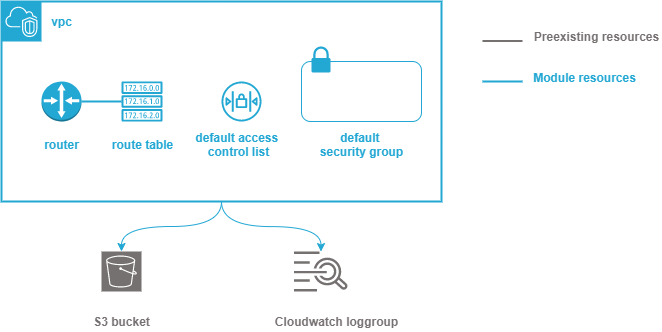 vpc
Preexisting resources
Module resources
172.16.0.0
172.16.1.0
172.16.2.0
router
route table
default access
control list
default
security group
S3 bucket
Cloudwatch loggroup